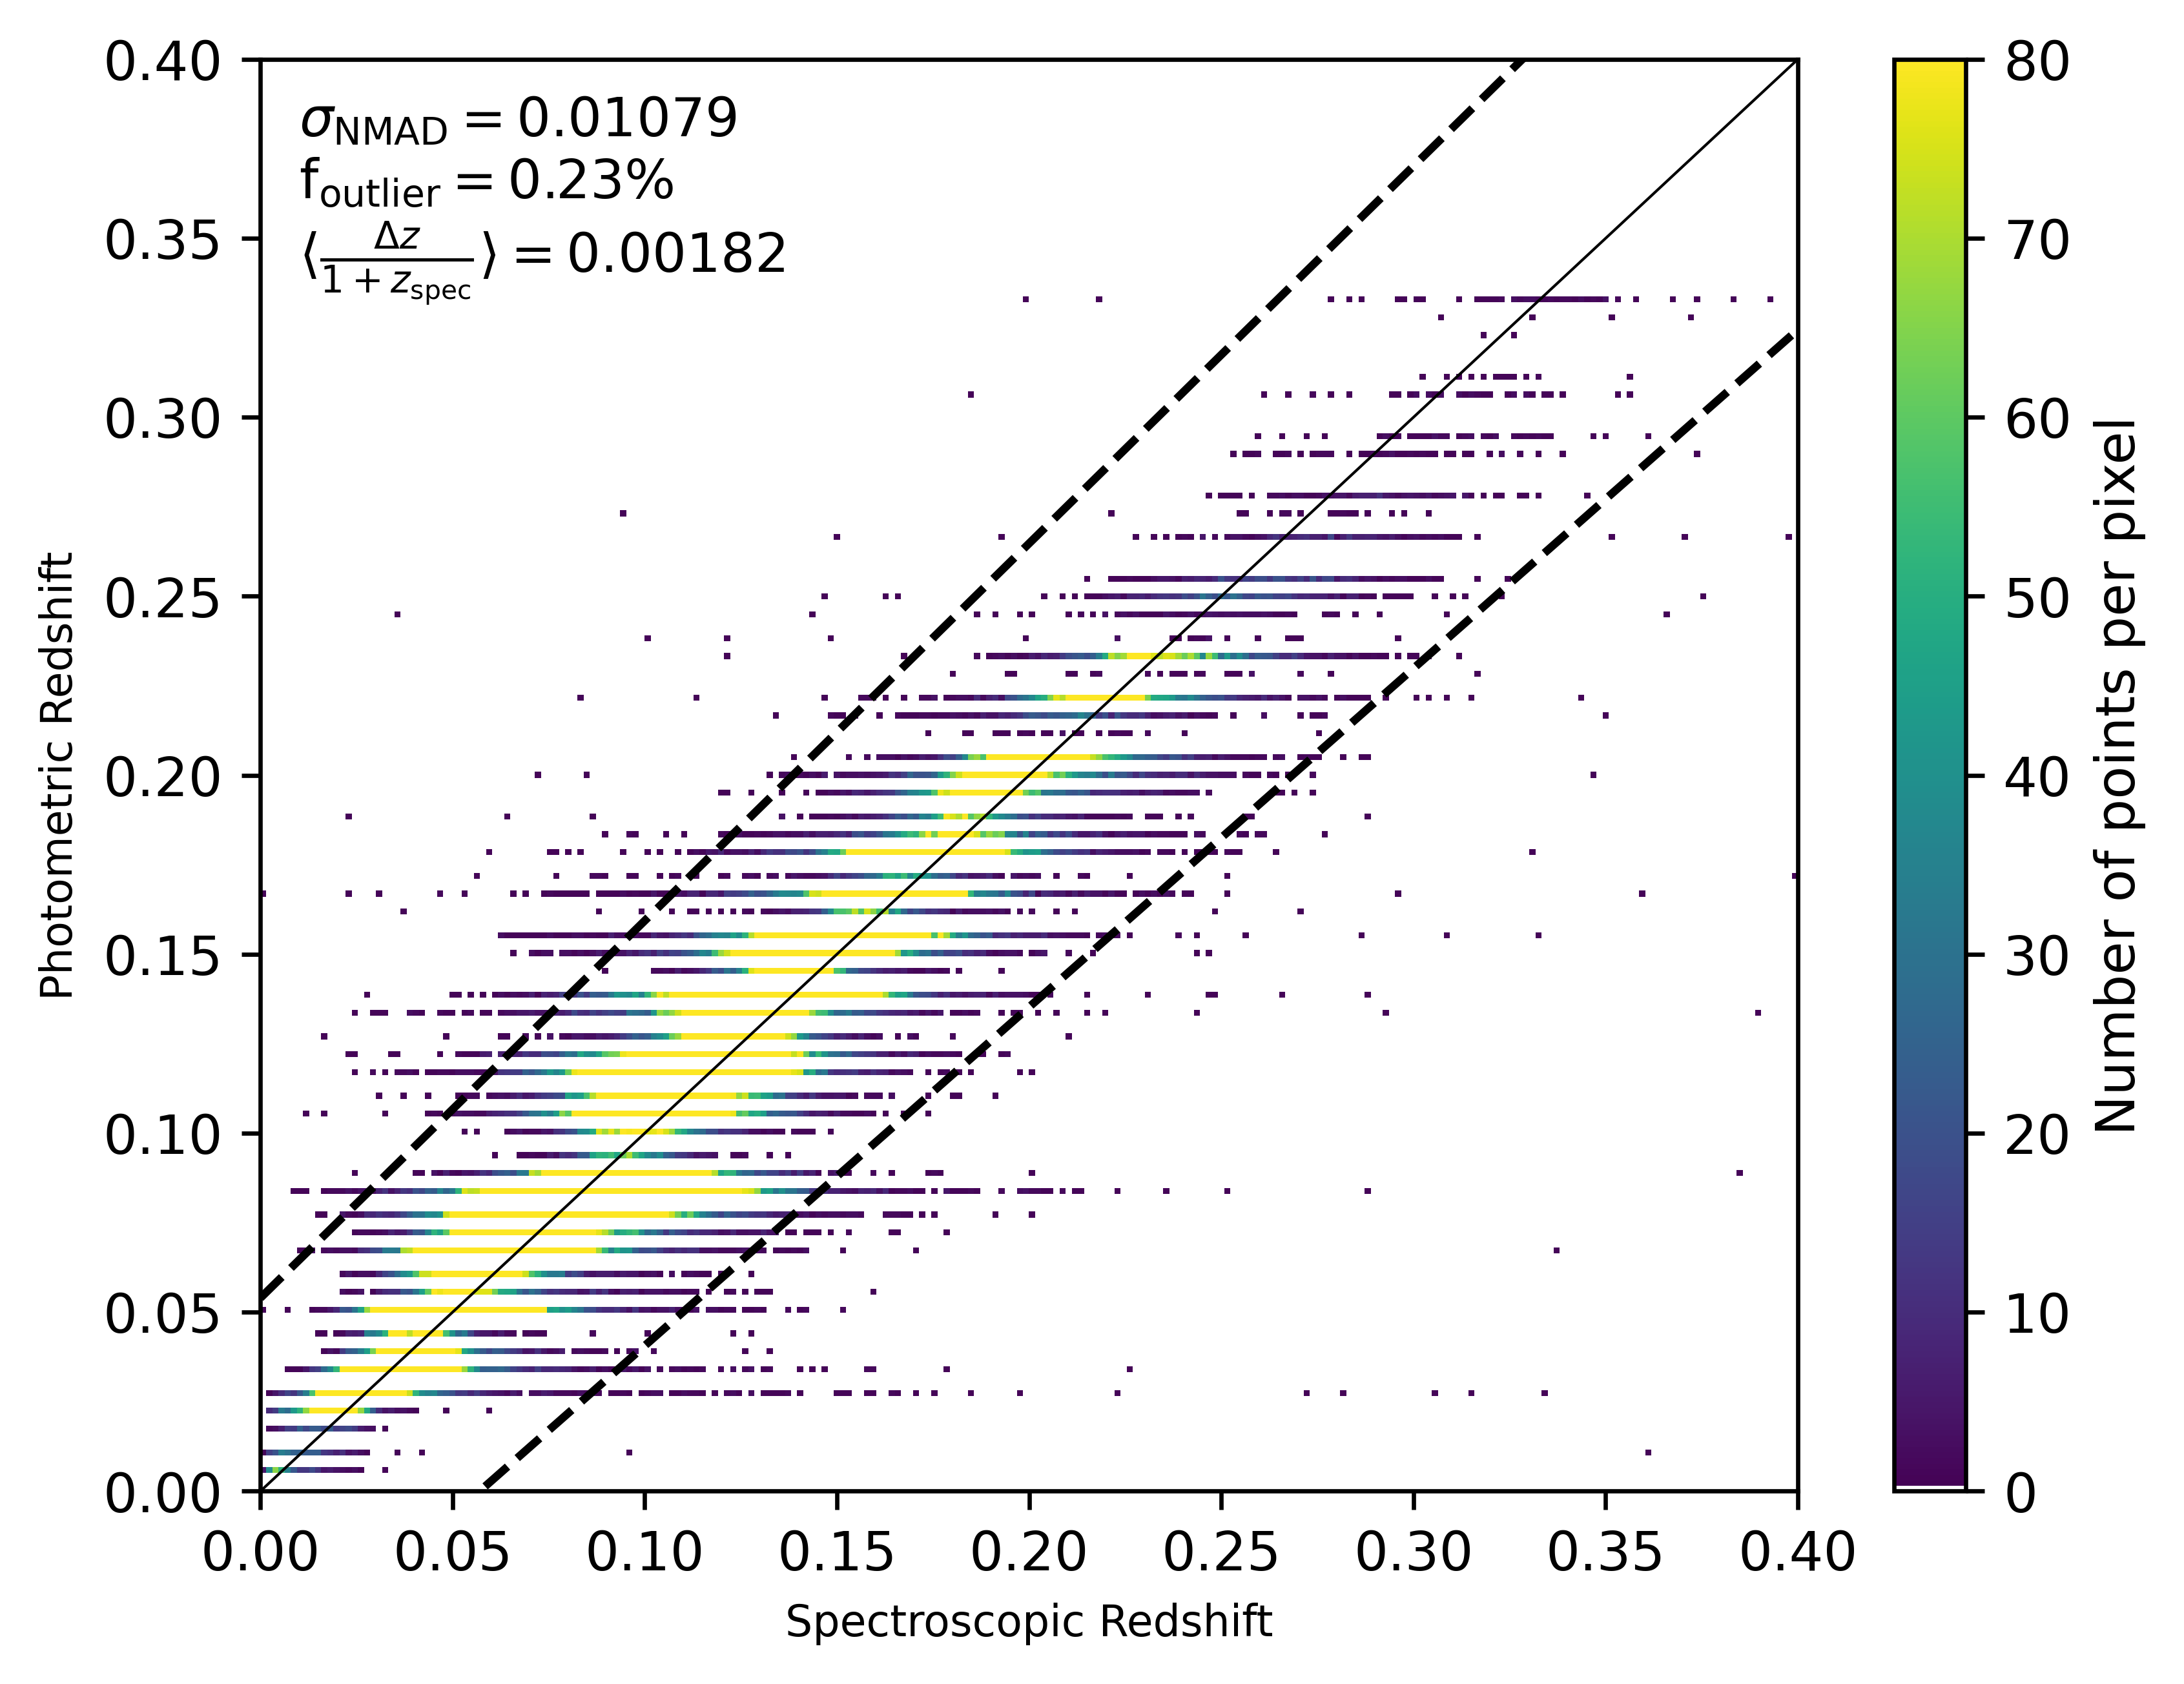 0.40
0.35
0.30
0.25
0.20
0.15
0.10
0.05
0.00
Photometric Redshift
σNMAD = 0.01079
foutlier = 0.23%
⟨Δz / 1 + zspec⟩ = 0.00182
0.00 0.05 0.10 0.15 0.20 0.25 0.30 0.35 0.40
Spectroscopic Redshift
80
70
60
50
40
30
20
10
0
Number of points per pixel